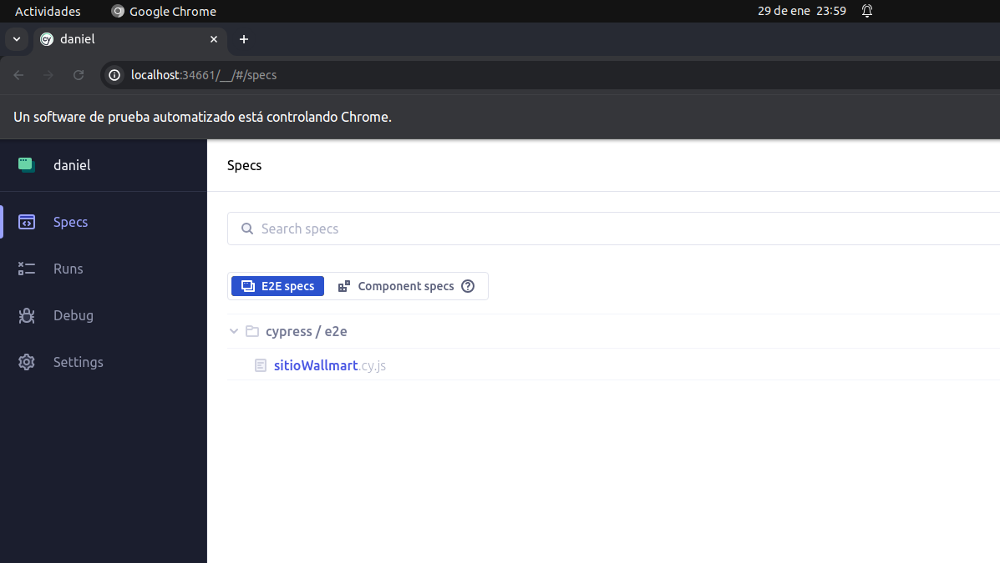 Actividades Google Chrome 29 de ene 23:59
daniel
localhost:34661/__/#/specs
Un software de prueba automatizado está controlando Chrome.
daniel
Specs
Runs
Debug
Settings
Specs
Search specs
E2E specs Component specs
cypress / e2e
sitioWallmart.cy.js